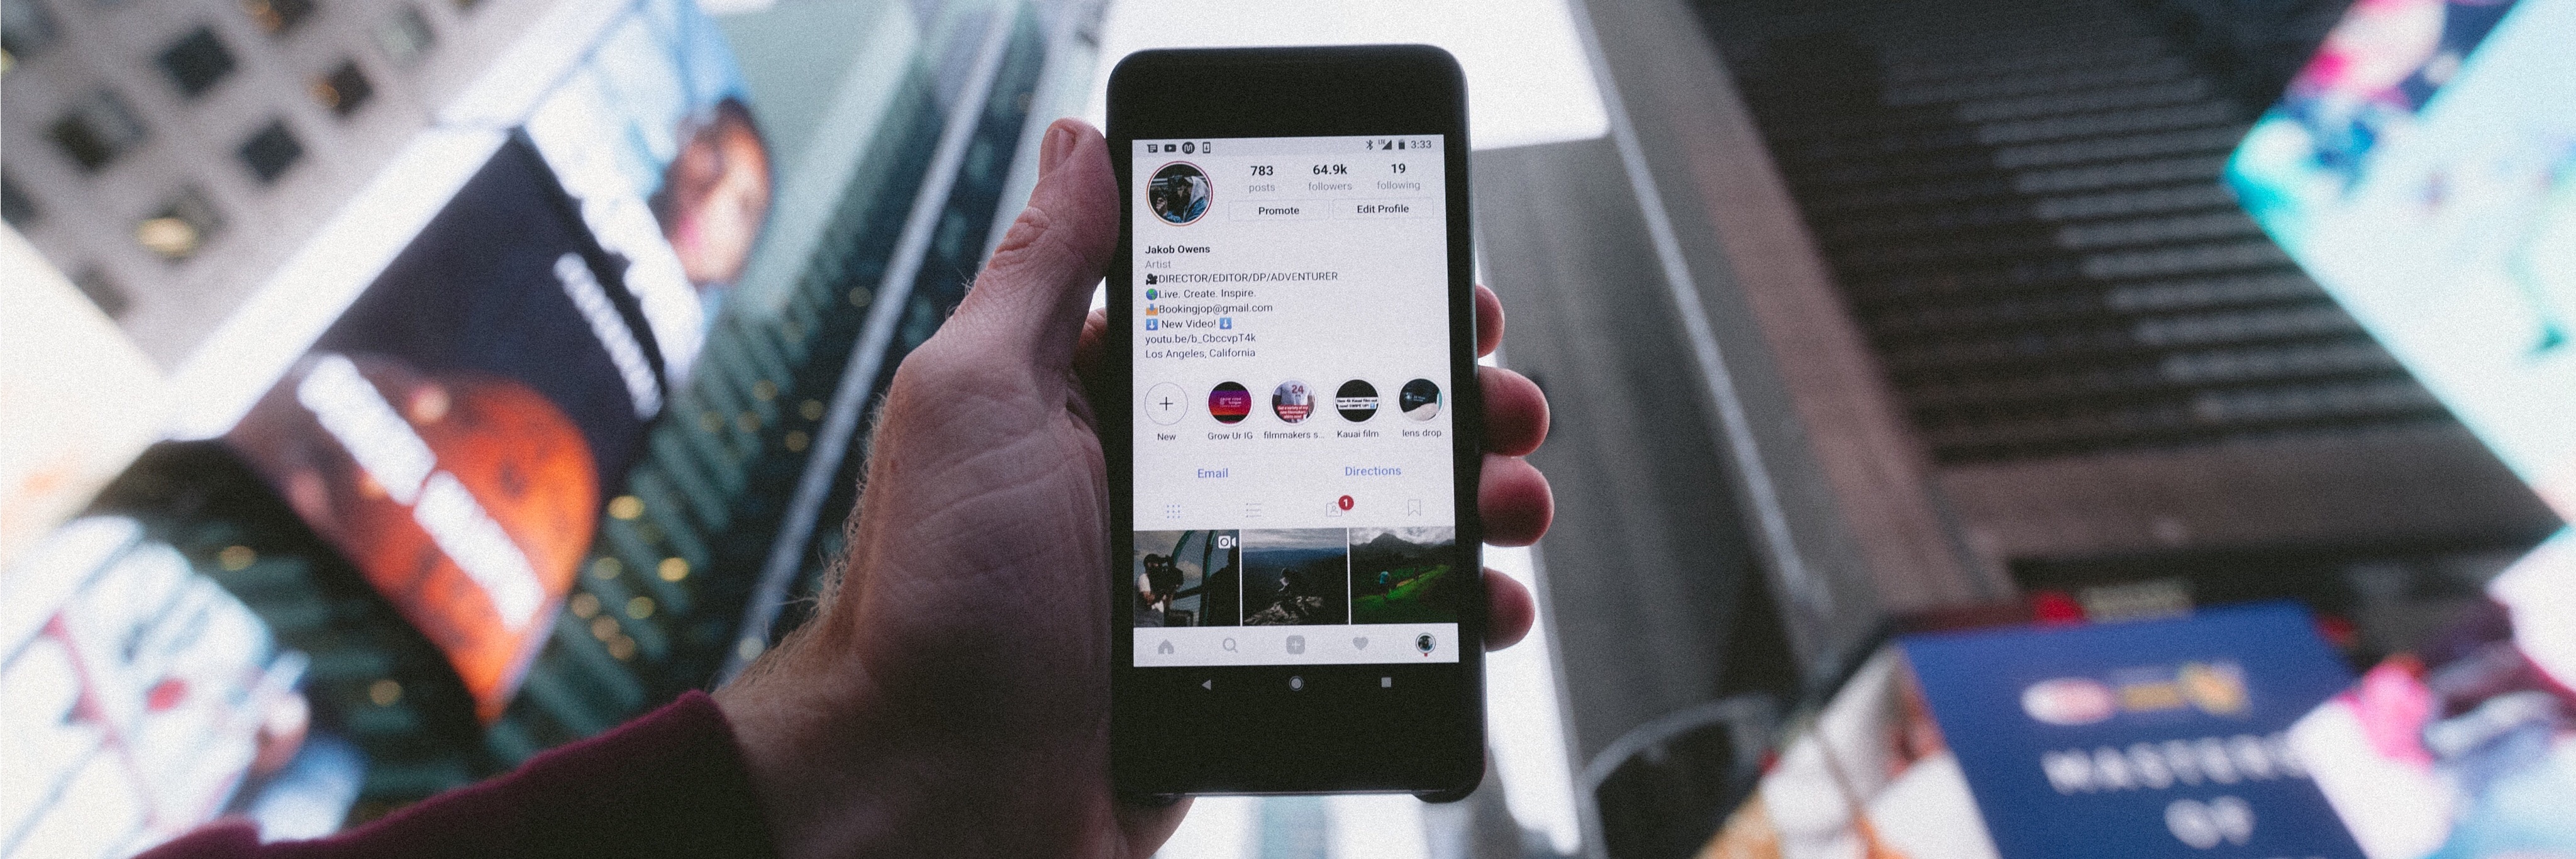 3:33
783 64.9k 19
posts followers following
Promote Edit Profile
Jakob Owens
Artist
🎥DIRECTOR/EDITOR/DP/ADVENTURER
🌎Live. Create. Inspire.
📩Bookingjop@gmail.com
⬇️ New Video! ⬇️
youtu.be/b_CbccvpT4k
Los Angeles, California
24
New Grow Ur IG filmmakers s... Kauai film lens drop
Email Directions
1
MASTERS
OF